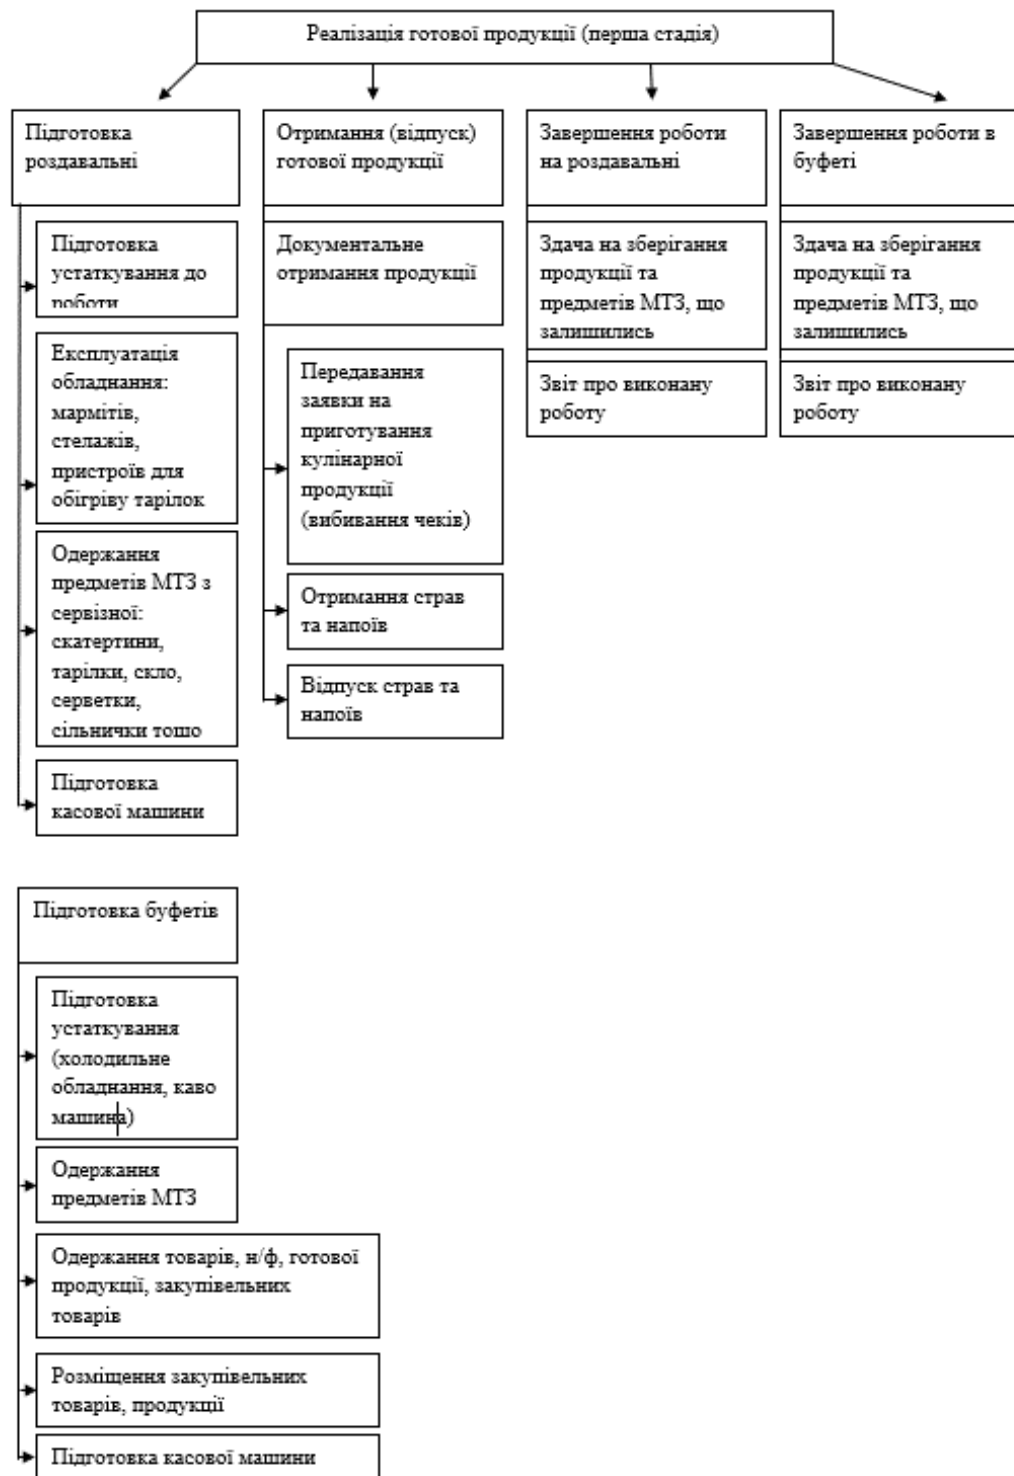 Реалізація готової продукції (перша стадія)
Підготовка
роздавальні
Підготовка
устаткування до
роботи
Експлуатація
обладнання:
мармітів,
стелажів,
пристроїв для
обігріву тарілок
Одержання
предметів МТЗ з
сервізної:
скатертини,
тарілки, скло,
серветки,
сільнички тощо
Підготовка
касової машини
Отримання (відпуск)
готової продукції
Документальне
отримання продукції
Передавання
заявки на
приготування
кулінарної
продукції
(вибивання чеків)
Отримання страв
та напоїв
Відпуск страв та
напоїв
Завершення роботи
на роздавальні
Здача на зберігання
продукції та
предметів МТЗ, що
залишились
Звіт про виконану
роботу
Завершення роботи в
буфеті
Здача на зберігання
продукції та
предметів МТЗ, що
залишились
Звіт про виконану
роботу
Підготовка буфетів
Підготовка
устаткування
(холодильне
обладнання, каво
машина)
Одержання
предметів МТЗ
Одержання товарів, н/ф, готової
продукції, закупівельних
товарів
Розміщення закупівельних
товарів, продукції
Підготовка касової машини